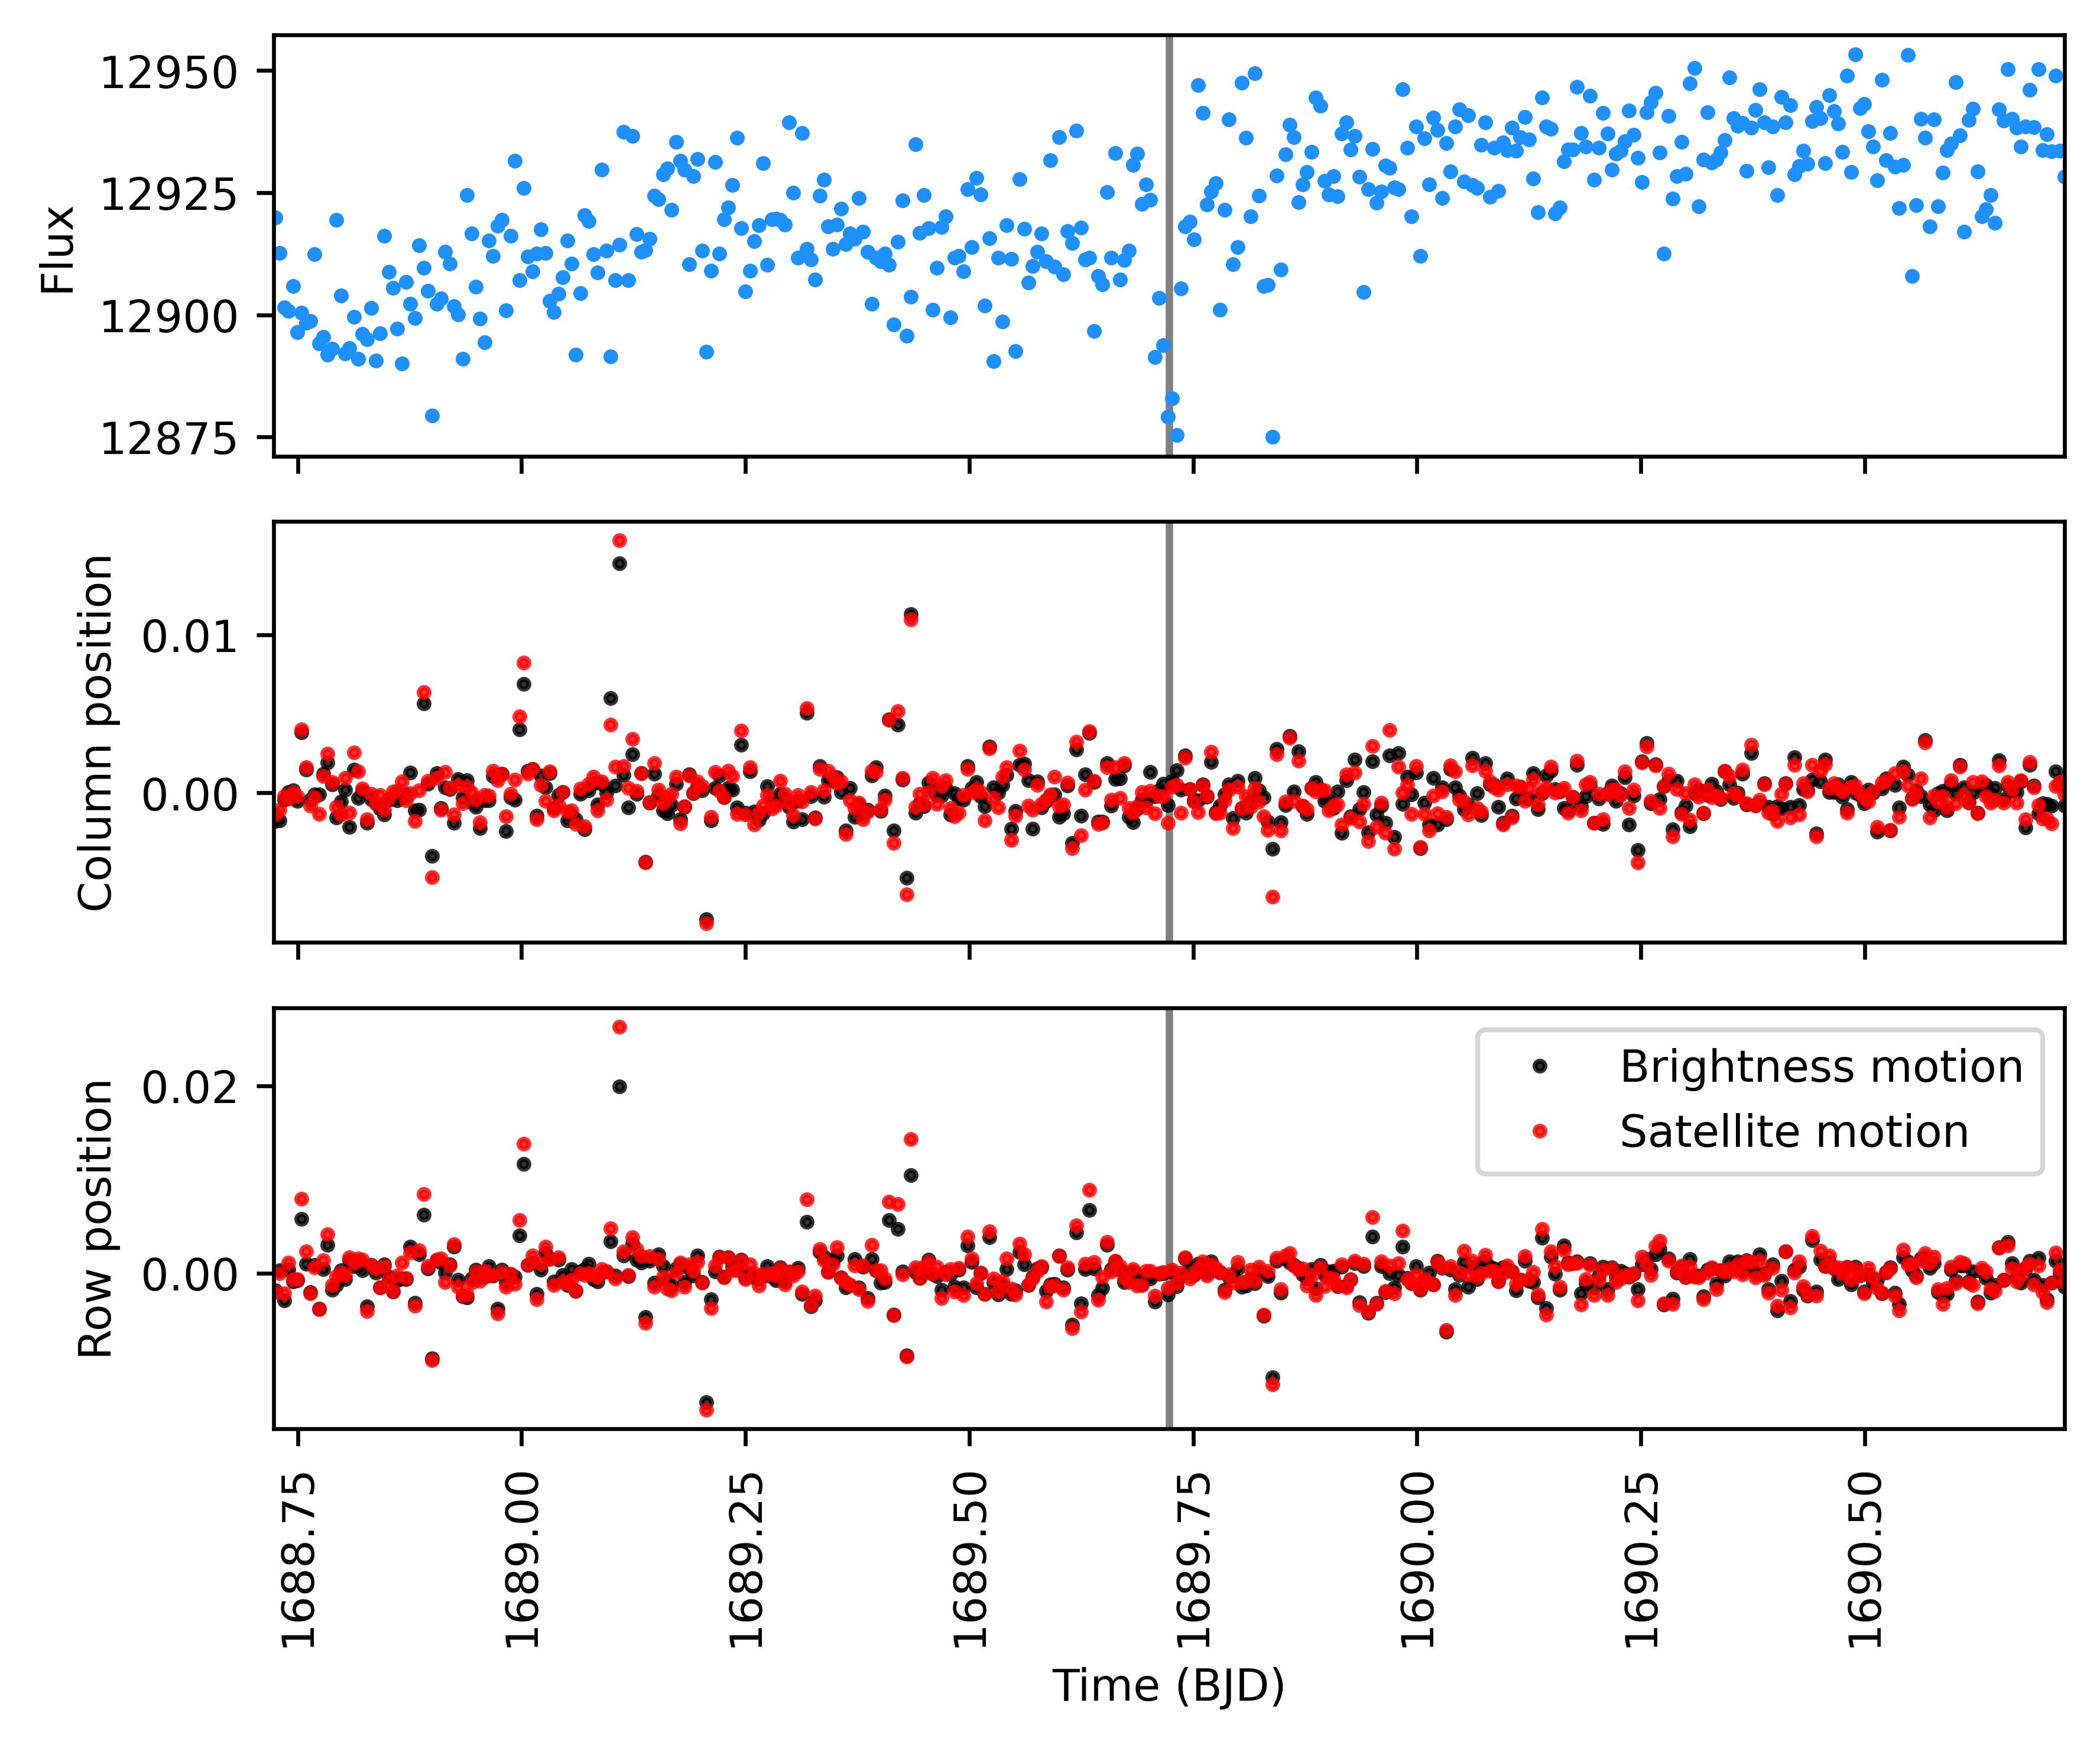 Flux
12950
12925
12900
12875
Column position
0.01
0.00
Row position
0.02
0.00
Brightness motion
Satellite motion
1688.75
1689.00
1689.25
1689.50
1689.75
1690.00
1690.25
1690.50
Time (BJD)